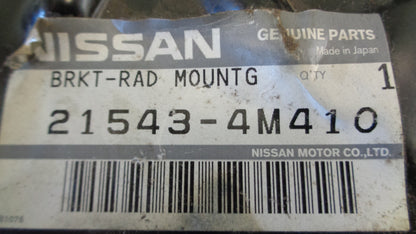 NISSAN GENUINE PARTS
Made in Japan
BRKT-RAD MOUNTG Q'TY 1
21543-4M410
NISSAN MOTOR CO.,LTD.